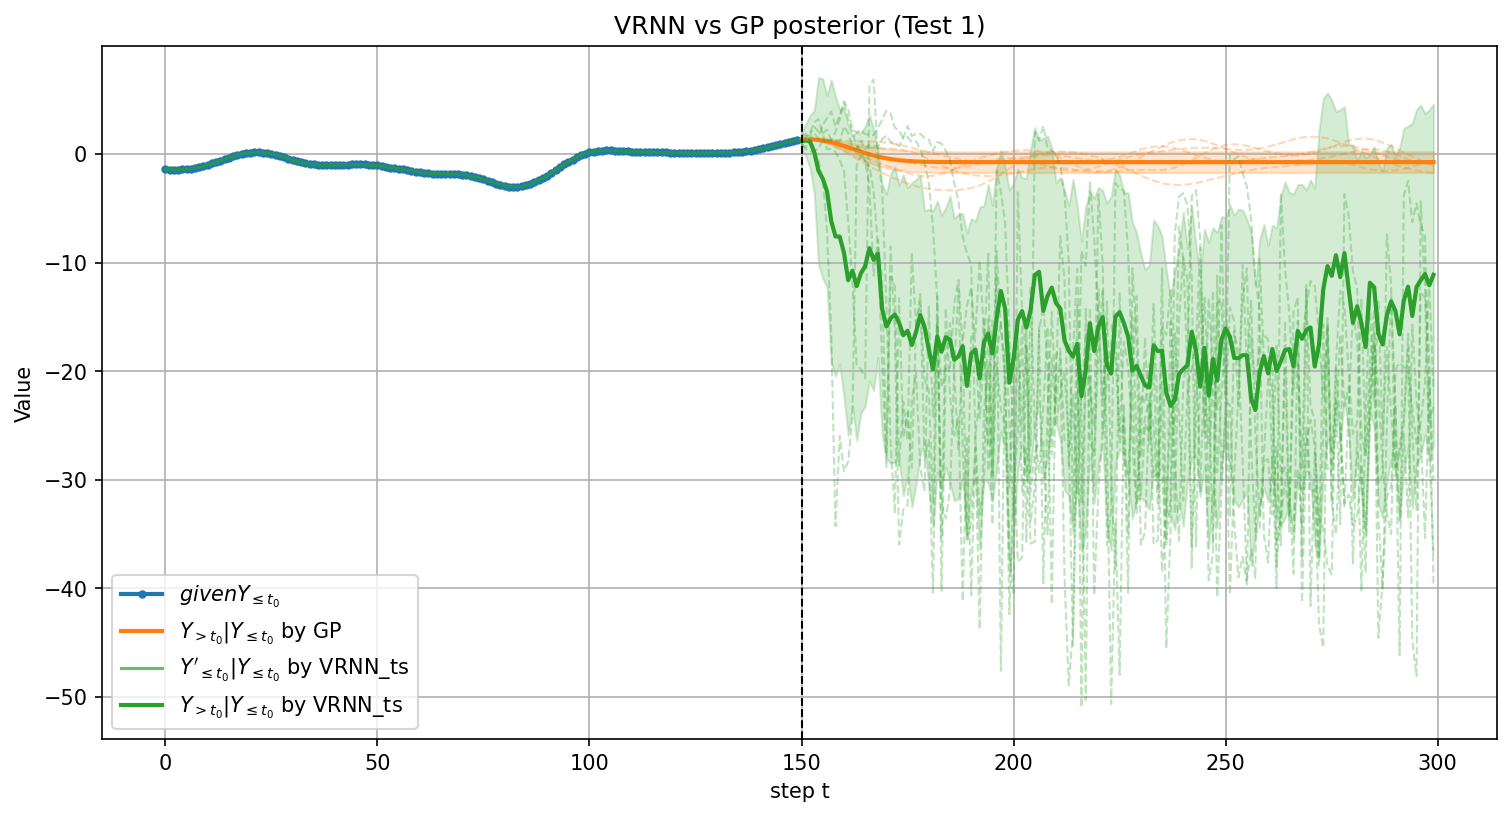 VRNN vs GP posterior (Test 1)
Value
0
−10
−20
−30
−40
−50
givenY≤t₀
Y>t₀|Y≤t₀ by GP
Y′≤t₀|Y≤t₀ by VRNN_ts
Y>t₀|Y≤t₀ by VRNN_ts
0 50 100 150 200 250 300
step t